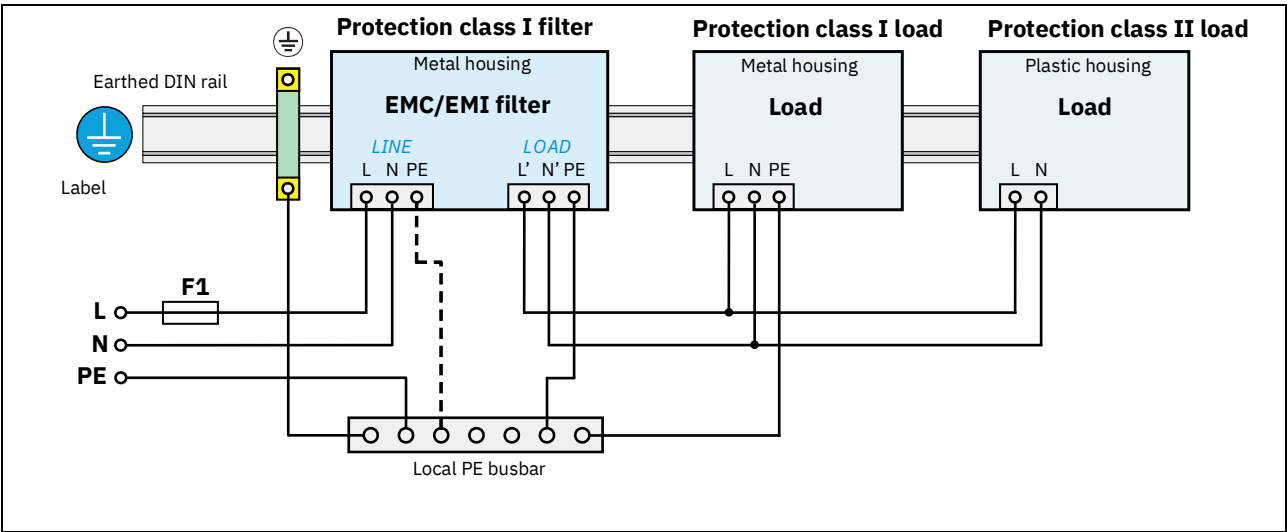 Protection class I filter
Protection class I load
Protection class II load
Earthed DIN rail
Label
Metal housing
EMC/EMI filter
LINE
LOAD
L N PE
L’ N’ PE
Metal housing
Load
L N PE
Plastic housing
Load
L N
F1
L
N
PE
Local PE busbar